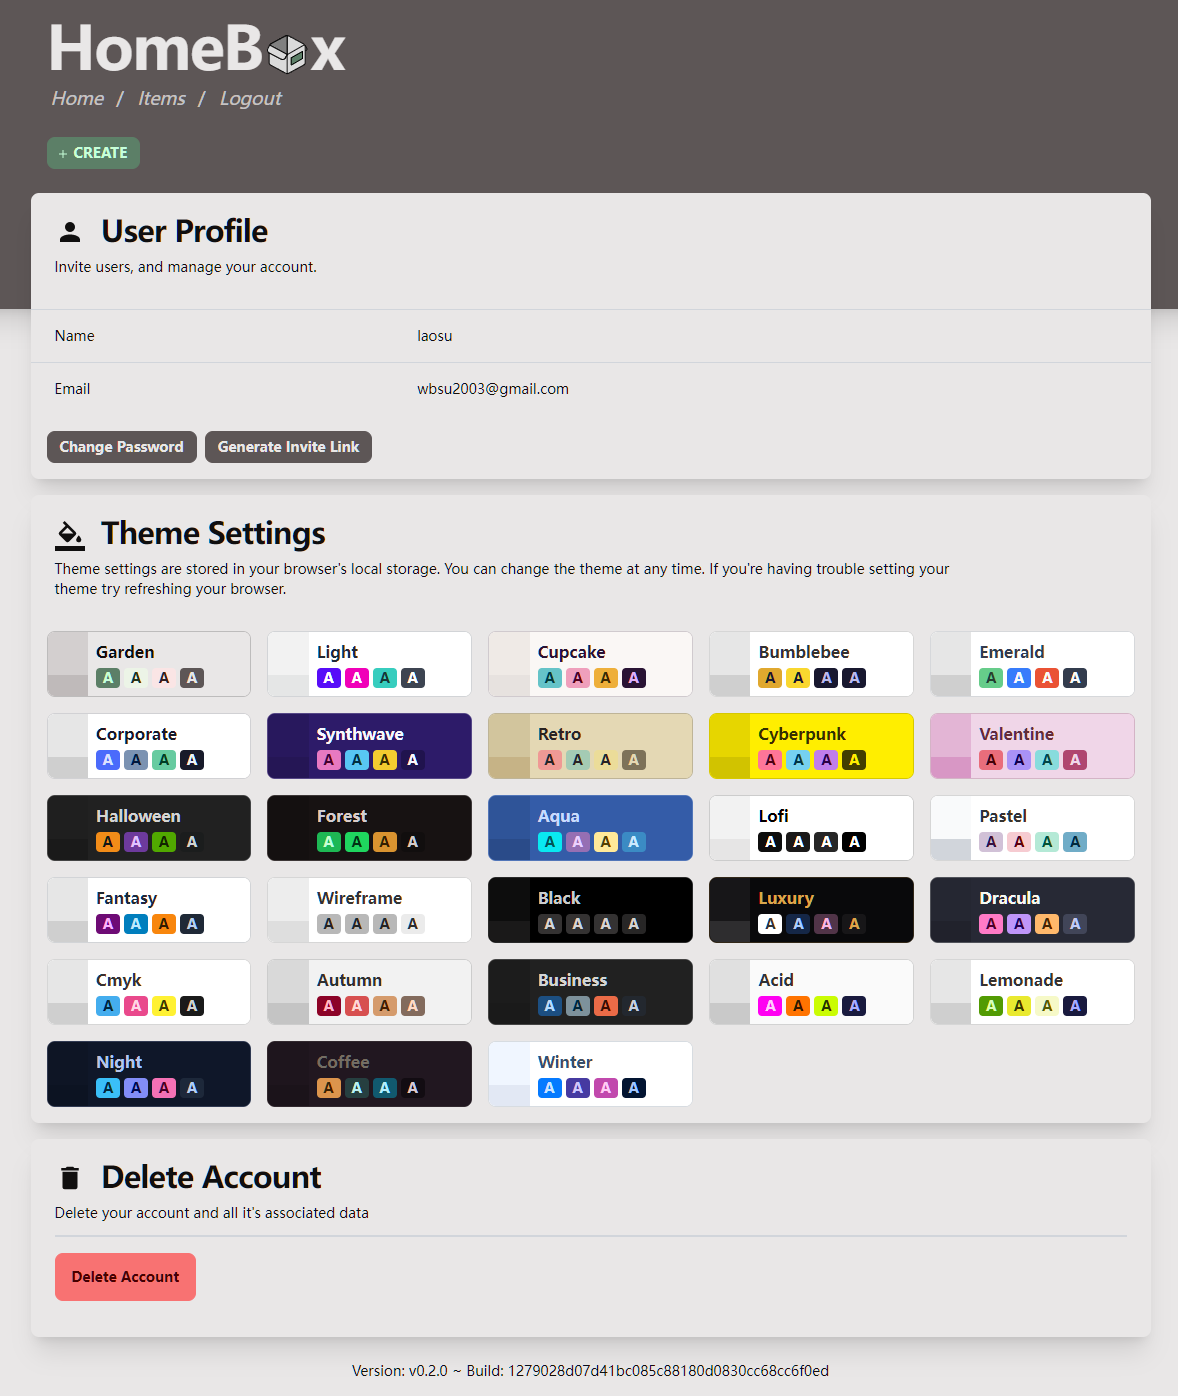 HomeBox
Home / Items / Logout
+ CREATE
User Profile
Invite users, and manage your account.
Name laosu
Email wbsu2003@gmail.com
Change Password Generate Invite Link
Theme Settings
Theme settings are stored in your browser's local storage. You can change the theme at any time. If you're having trouble setting your
theme try refreshing your browser.
Garden Light Cupcake Bumblebee Emerald
A A A A A A A A A A A A A A A A A A A A
Corporate Synthwave Retro Cyberpunk Valentine
A A A A A A A A A A A A A A A A A A A A
Halloween Forest Aqua Lofi Pastel
A A A A A A A A A A A A A A A A A A A A
Fantasy Wireframe Black Luxury Dracula
A A A A A A A A A A A A A A A A A A A A
Cmyk Autumn Business Acid Lemonade
A A A A A A A A A A A A A A A A A A A A
Night Coffee Winter
A A A A A A A A A A A A
Delete Account
Delete your account and all it's associated data
Delete Account
Version: v0.2.0 ~ Build: 1279028d07d41bc085c88180d0830cc68cc6f0ed